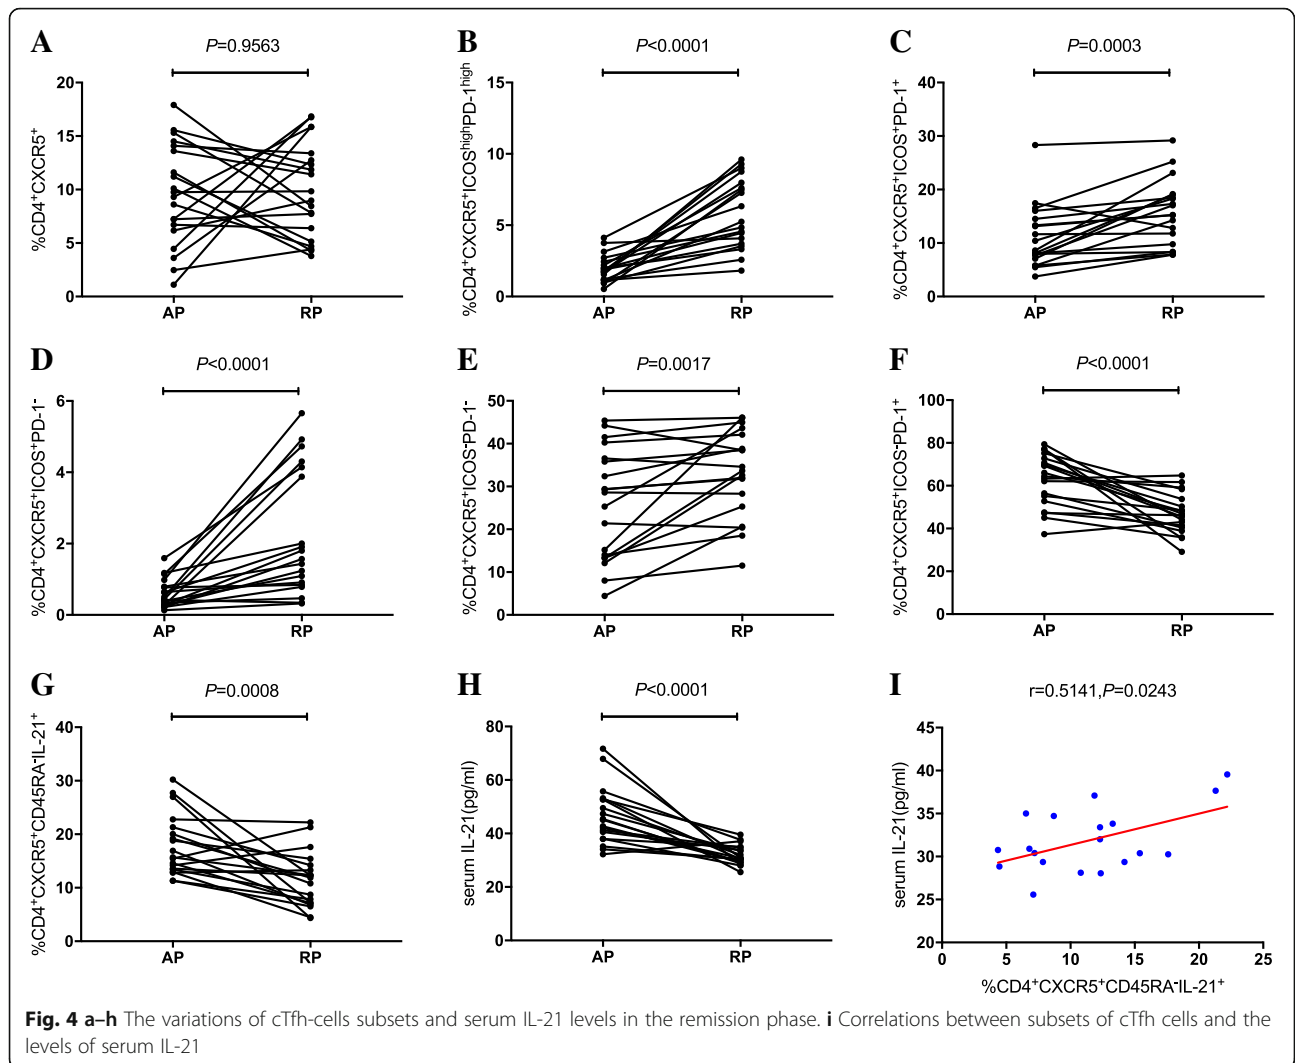 A
P=0.9563
%CD4+CXCR5+
20
15
10
5
0
AP RP
B
P<0.0001
%CD4+CXCR5+ICOShighPD-1high
15
10
5
0
AP RP
C
P=0.0003
%CD4+CXCR5+ICOS+PD-1+
40
30
20
10
0
AP RP
D
P<0.0001
%CD4+CXCR5+ICOS+PD-1-
6
4
2
0
AP RP
E
P=0.0017
%CD4+CXCR5+ICOS-PD-1-
50
40
30
20
10
0
AP RP
F
P<0.0001
%CD4+CXCR5+ICOS-PD-1+
100
80
60
40
20
0
AP RP
G
P=0.0008
%CD4+CXCR5+CD45RA-IL-21+
40
30
20
10
0
AP RP
H
P<0.0001
serum IL-21(pg/ml)
80
60
40
20
0
AP RP
I
r=0.5141,P=0.0243
serum IL-21(pg/ml)
45
40
35
30
25
20
0 5 10 15 20 25
%CD4+CXCR5+CD45RA-IL-21+
Fig. 4 a–h The variations of cTfh-cells subsets and serum IL-21 levels in the remission phase. i Correlations between subsets of cTfh cells and the
levels of serum IL-21